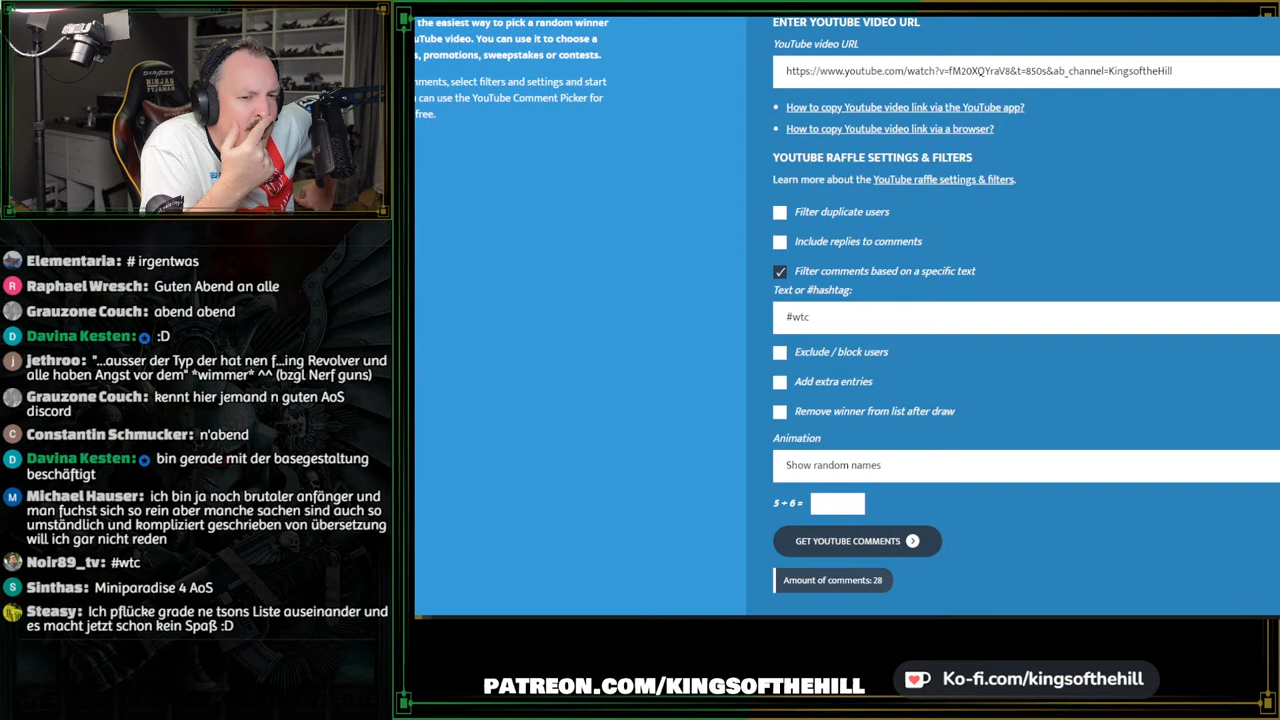 Elementaria: # irgentwas
Raphael Wresch: Guten Abend an alle
Grauzone Couch: abend abend
Davina Kesten: :D
jethroo: "...ausser der Typ der hat nen f...ing Revolver und
alle haben Angst vor dem" *wimmer* ^^ (bzgl Nerf guns)
Grauzone Couch: kennt hier jemand n guten AoS
discord
Constantin Schmucker: n'abend
Davina Kesten: bin gerade mit der basegestaltung
beschäftigt
Michael Hauser: ich bin ja noch brutaler anfänger und
man fuchst sich so rein aber manche sachen sind auch so
umständlich und kompliziert geschrieben von übersetzung
will ich gar nicht reden
Noir89_tv: #wtc
Sinthas: Miniparadise 4 AoS
Steasy: Ich pflücke grade ne tsons Liste auseinander und
es macht jetzt schon kein Spaß :D
the easiest way to pick a random winner
uTube video. You can use it to choose a
s, promotions, sweepstakes or contests.
mments, select filters and settings and start
can use the YouTube Comment Picker for
free.
ENTER YOUTUBE VIDEO URL
YouTube video URL
https://www.youtube.com/watch?v=fM20XQYraV8&t=850s&ab_channel=KingsoftheHill
How to copy Youtube video link via the YouTube app?
How to copy Youtube video link via a browser?
YOUTUBE RAFFLE SETTINGS & FILTERS
Learn more about the YouTube raffle settings & filters.
Filter duplicate users
Include replies to comments
Filter comments based on a specific text
Text or #hashtag:
#wtc
Exclude / block users
Add extra entries
Remove winner from list after draw
Animation
Show random names
5 + 6 =
GET YOUTUBE COMMENTS
Amount of comments: 28
PATREON.COM/KINGSOFTHEHILL
Ko-fi.com/kingsofthehill